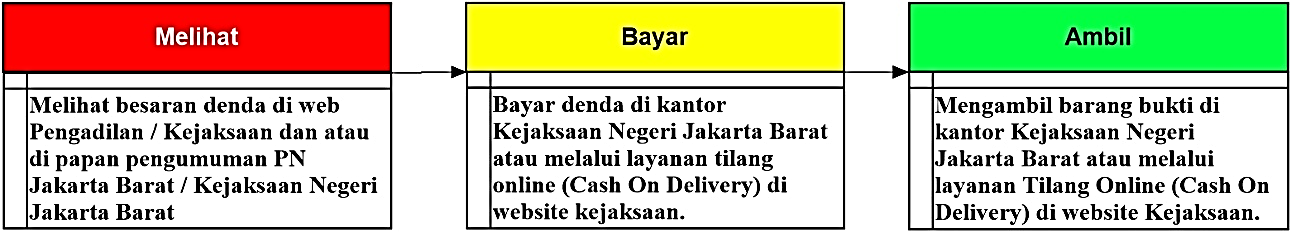 Melihat
Melihat besaran denda di web
Pengadilan / Kejaksaan dan atau
di papan pengumuman PN
Jakarta Barat / Kejaksaan Negeri
Jakarta Barat
Bayar
Bayar denda di kantor
Kejaksaan Negeri Jakarta Barat
atau melalui layanan tilang
online (Cash On Delivery) di
website kejaksaan.
Ambil
Mengambil barang bukti di
kantor Kejaksaan Negeri
Jakarta Barat atau melalui
layanan Tilang Online (Cash On
Delivery) di website Kejaksaan.